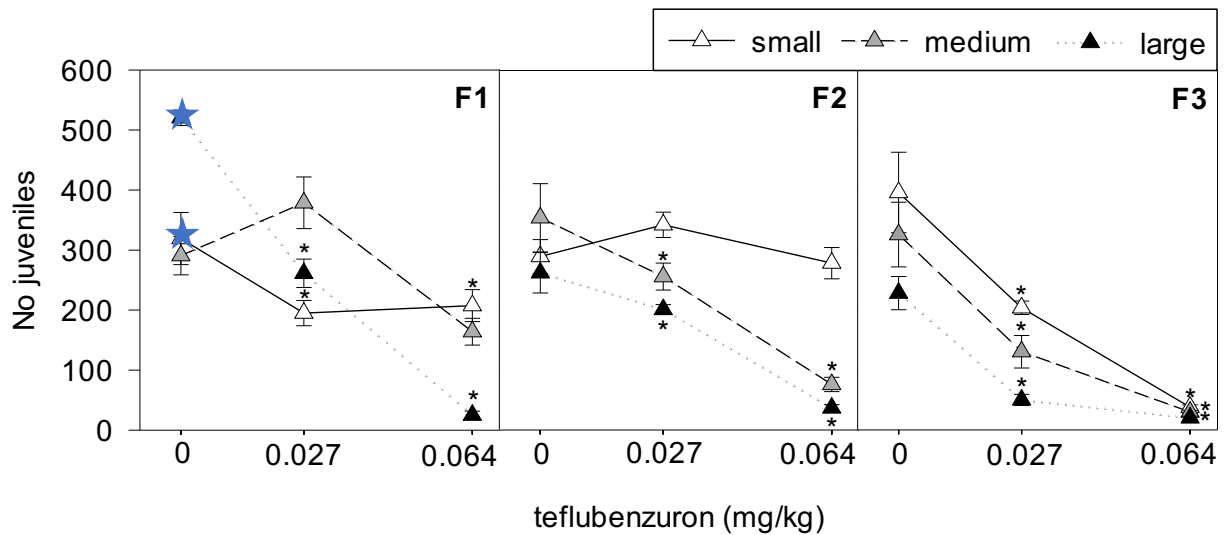 small medium large
600
500
400
300
200
100
0
No juveniles
F1 F2 F3
* * * *
* * * *
* * * * *
0 0.027 0.064 0 0.027 0.064 0 0.027 0.064
teflubenzuron (mg/kg)